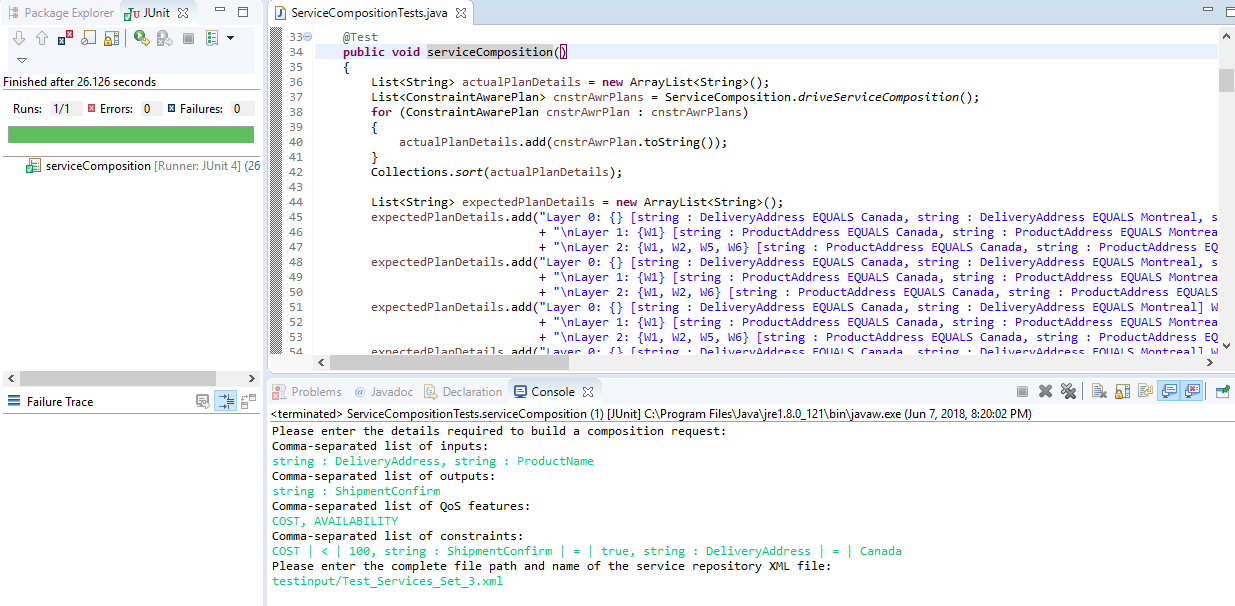 Package Explorer JUnit
Finished after 26.126 seconds
Runs: 1/1 Errors: 0 Failures: 0
serviceComposition [Runner: JUnit 4] (26
Failure Trace
ServiceCompositionTests.java
33 @Test
34 public void serviceComposition()
35 {
36 List<String> actualPlanDetails = new ArrayList<String>();
37 List<ConstraintAwarePlan> cnstrAwrPlans = ServiceComposition.driveServiceComposition();
38 for (ConstraintAwarePlan cnstrAwrPlan : cnstrAwrPlans)
39 {
40 actualPlanDetails.add(cnstrAwrPlan.toString());
41 }
42 Collections.sort(actualPlanDetails);
43
44 List<String> expectedPlanDetails = new ArrayList<String>();
45 expectedPlanDetails.add("Layer 0: {} [string : DeliveryAddress EQUALS Canada, string : DeliveryAddress EQUALS Montreal, s
46 + "\nLayer 1: {W1} [string : ProductAddress EQUALS Canada, string : ProductAddress EQUALS Montrea
47 + "\nLayer 2: {W1, W2, W5, W6} [string : ProductAddress EQUALS Canada, string : ProductAddress EQ
48 expectedPlanDetails.add("Layer 0: {} [string : DeliveryAddress EQUALS Canada, string : DeliveryAddress EQUALS Montreal, s
49 + "\nLayer 1: {W1} [string : ProductAddress EQUALS Canada, string : ProductAddress EQUALS Montrea
50 + "\nLayer 2: {W1, W2, W6} [string : ProductAddress EQUALS Canada, string : ProductAddress EQUALS
51 expectedPlanDetails.add("Layer 0: {} [string : DeliveryAddress EQUALS Canada, string : DeliveryAddress EQUALS Montreal] W
52 + "\nLayer 1: {W1} [string : ProductAddress EQUALS Canada, string : ProductAddress EQUALS Montrea
53 + "\nLayer 2: {W1, W2, W5, W6} [string : ProductAddress EQUALS Canada, string : ProductAddress EQ
54 expectedPlanDetails.add("Layer 0: {} [string : DeliveryAddress EQUALS Canada, string : DeliveryAddress EQUALS Montreal] W
Problems @ Javadoc Declaration Console
<terminated> ServiceCompositionTests.serviceComposition (1) [JUnit] C:\Program Files\Java\jre1.8.0_121\bin\javaw.exe (Jun 7, 2018, 8:20:02 PM)
Please enter the details required to build a composition request:
Comma-separated list of inputs:
string : DeliveryAddress, string : ProductName
Comma-separated list of outputs:
string : ShipmentConfirm
Comma-separated list of QoS features:
COST, AVAILABILITY
Comma-separated list of constraints:
COST | < | 100, string : ShipmentConfirm | = | true, string : DeliveryAddress | = | Canada
Please enter the complete file path and name of the service repository XML file:
testinput/Test_Services_Set_3.xml